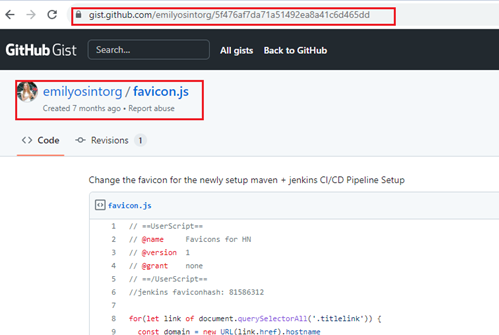 gist.github.com/emilyosintorg/5f476af7da71a51492ea8a41c6d465dd
GitHub Gist Search... All gists Back to GitHub
emilyosintorg / favicon.js
Created 7 months ago • Report abuse
<> Code Revisions 1
Change the favicon for the newly setup maven + jenkins CI/CD Pipeline Setup
favicon.js
1 // ==UserScript==
2 // @name Favicons for HN
3 // @version 1
4 // @grant none
5 // ==/UserScript==
6 //jenkins faviconhash: 81586312
7
8 for(let link of document.querySelectorAll('.titlelink')) {
9 const domain = new URL(link.href).hostname